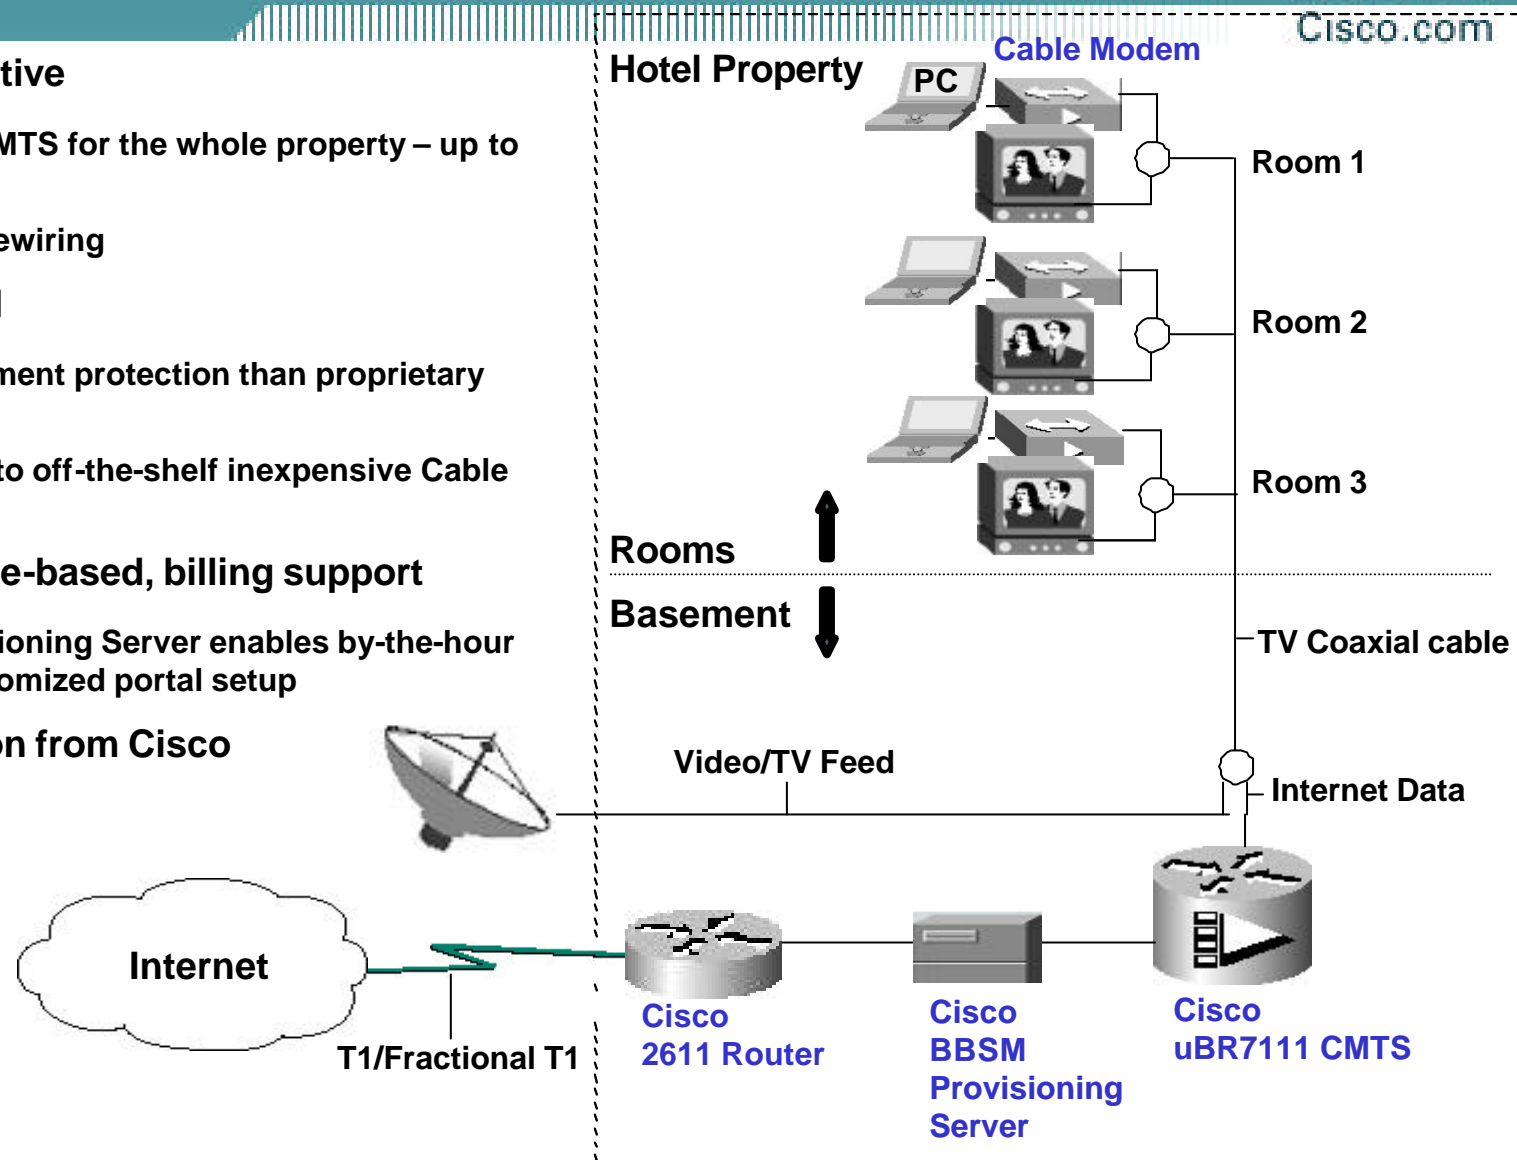 Cisco.com
tive
MTS for the whole property – up to
ewiring
ment protection than proprietary
to off-the-shelf inexpensive Cable
e-based, billing support
ioning Server enables by-the-hour
omized portal setup
on from Cisco
Hotel Property
Cable Modem
PC
Room 1
Room 2
Room 3
Rooms
Basement
TV Coaxial cable
Video/TV Feed
Internet Data
Internet
T1/Fractional T1
Cisco
2611 Router
Cisco
BBSM
Provisioning
Server
Cisco
uBR7111 CMTS